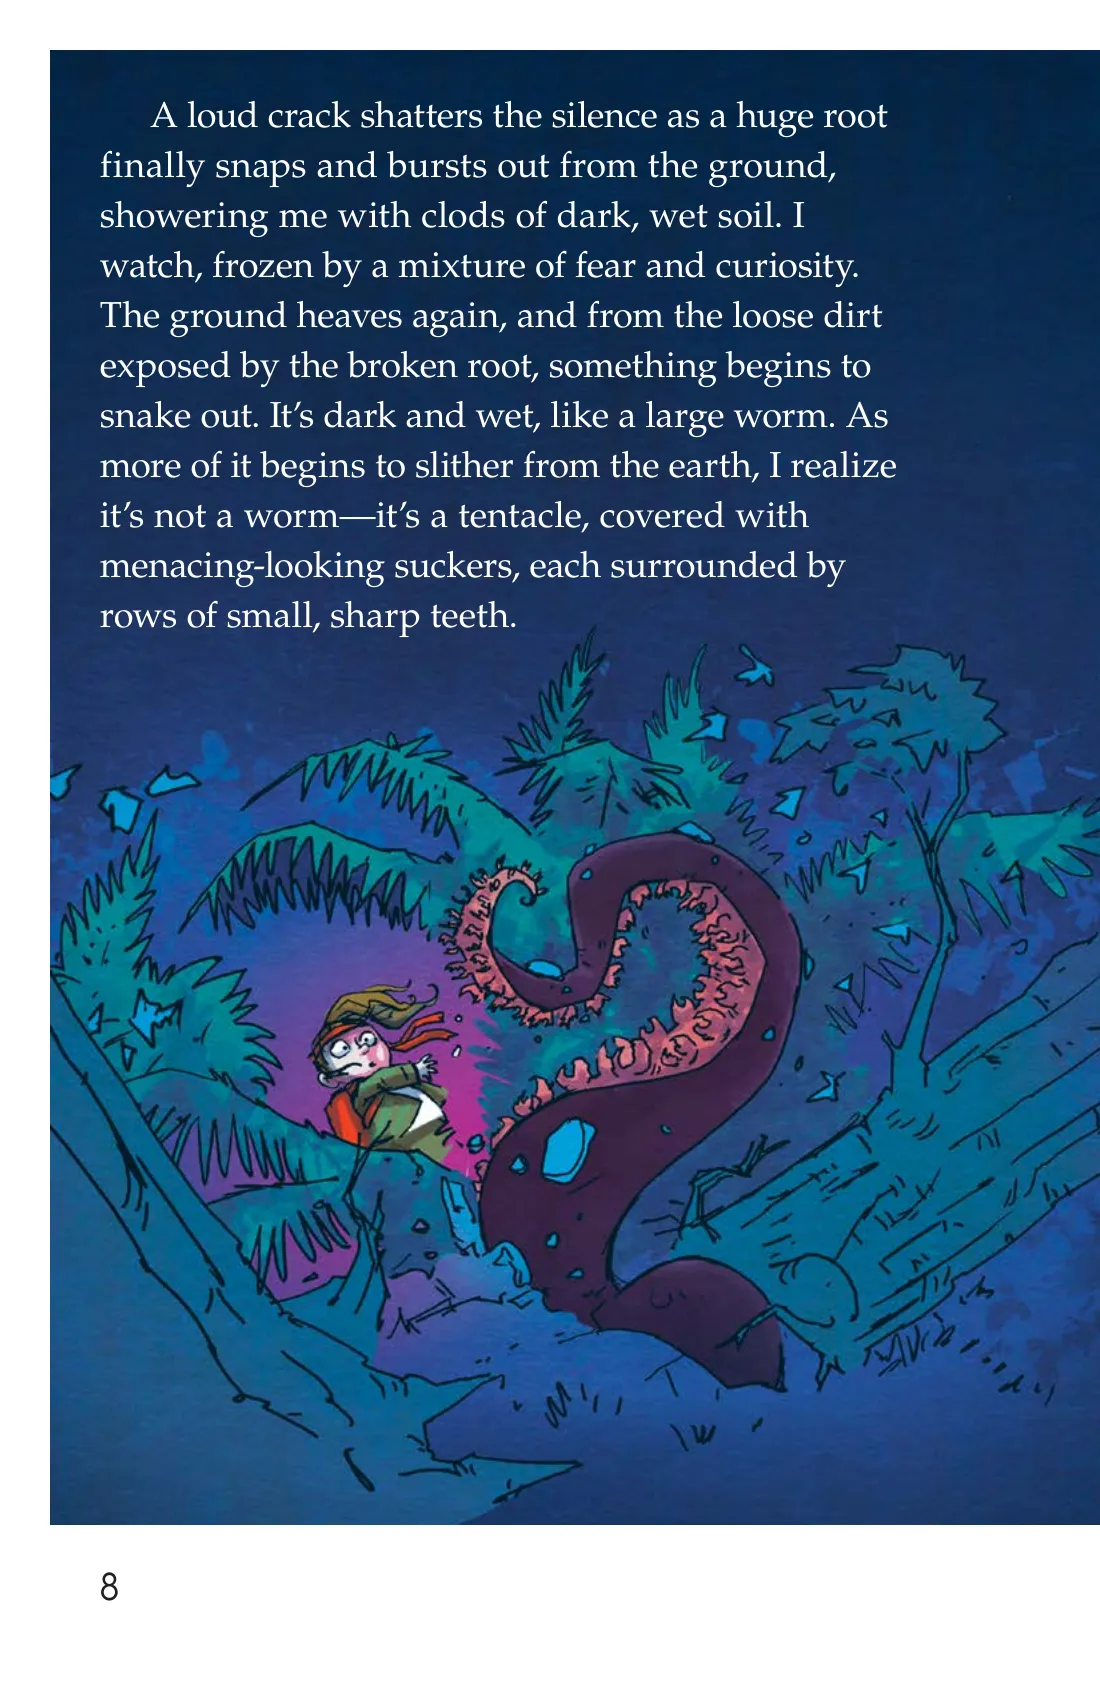 A loud crack shatters the silence as a huge root
finally snaps and bursts out from the ground,
showering me with clods of dark, wet soil. I
watch, frozen by a mixture of fear and curiosity.
The ground heaves again, and from the loose dirt
exposed by the broken root, something begins to
snake out. It’s dark and wet, like a large worm. As
more of it begins to slither from the earth, I realize
it’s not a worm—it’s a tentacle, covered with
menacing-looking suckers, each surrounded by
rows of small, sharp teeth.
8